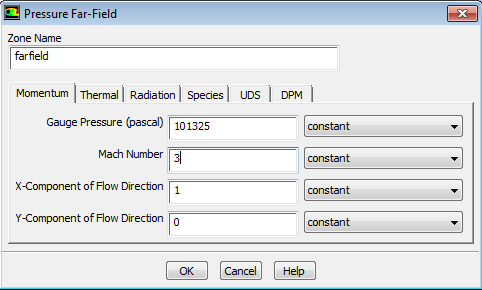 Pressure Far-Field
Zone Name
farfield
Momentum Thermal Radiation Species UDS DPM
Gauge Pressure (pascal) 101325 constant
Mach Number 3 constant
X-Component of Flow Direction 1 constant
Y-Component of Flow Direction 0 constant
OK Cancel Help